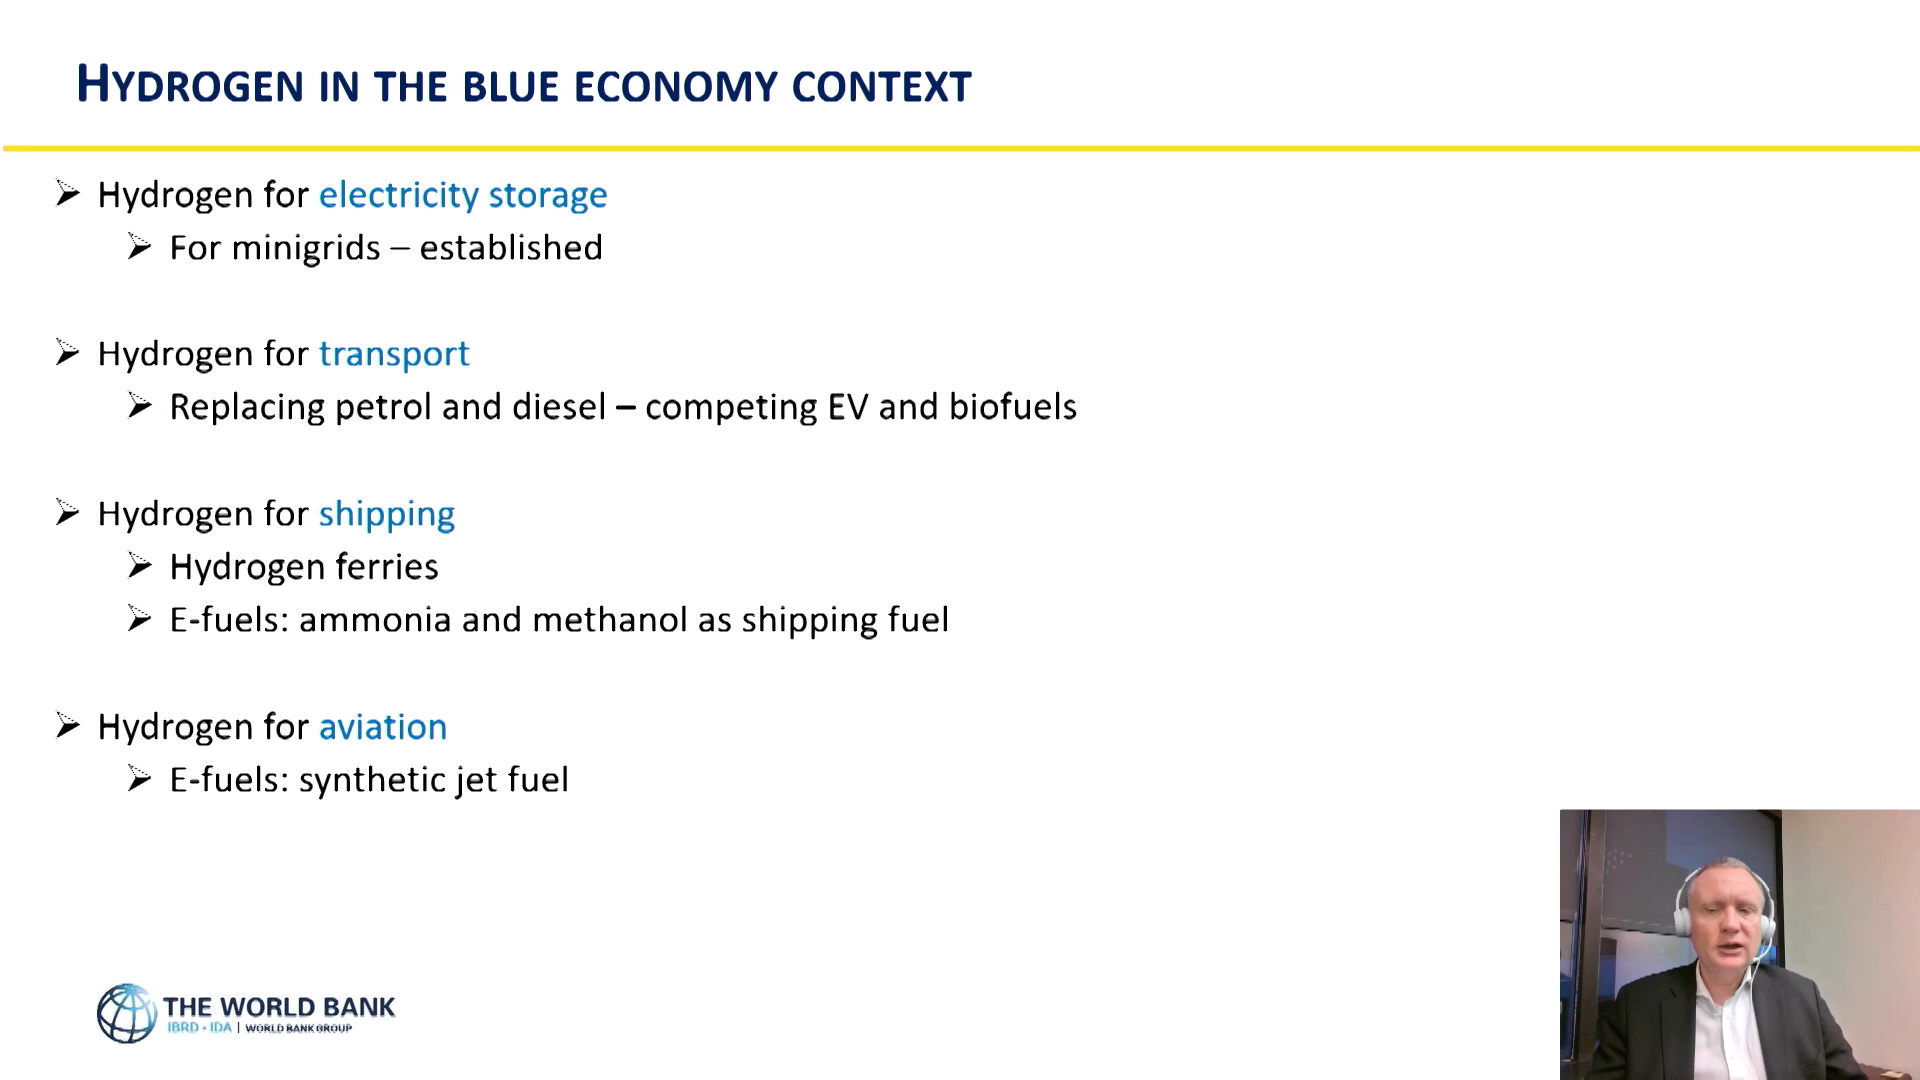 HYDROGEN IN THE BLUE ECONOMY CONTEXT
Hydrogen for electricity storage
For minigrids – established
Hydrogen for transport
Replacing petrol and diesel – competing EV and biofuels
Hydrogen for shipping
Hydrogen ferries
E-fuels: ammonia and methanol as shipping fuel
Hydrogen for aviation
E-fuels: synthetic jet fuel
THE WORLD BANK
IBRD • IDA | WORLD BANK GROUP